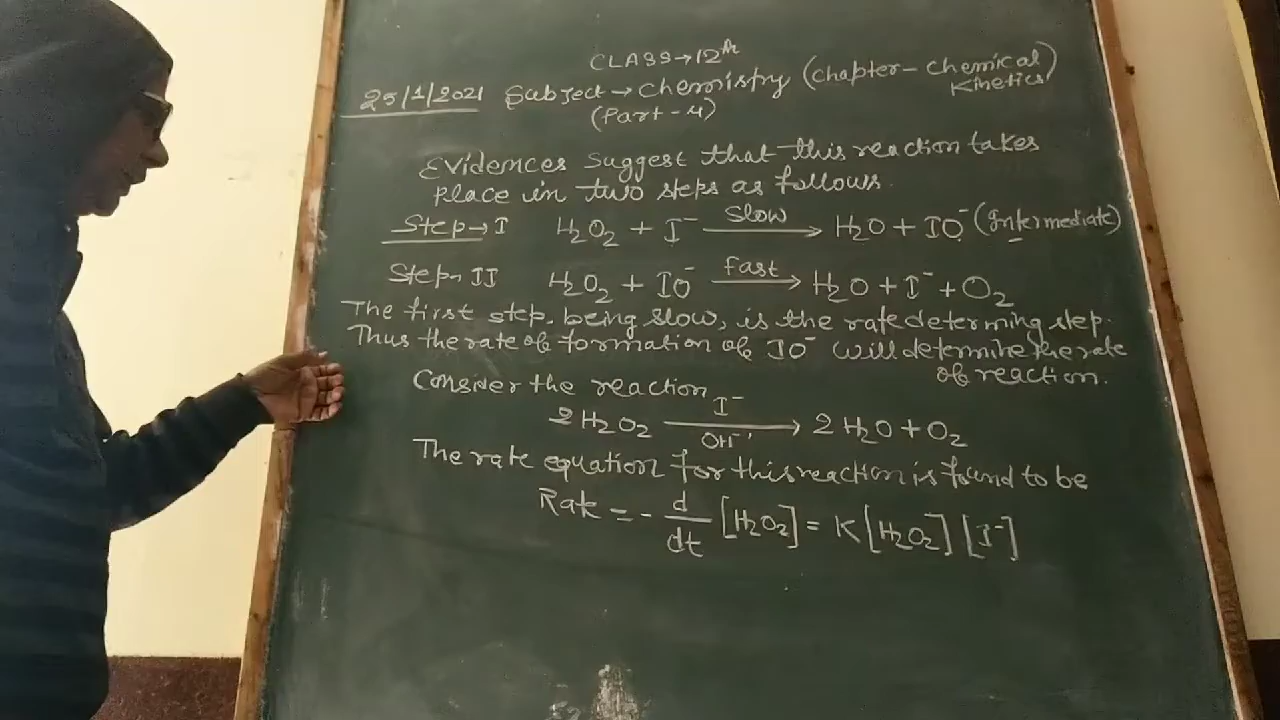 CLASS→12th
25/1/2021 Subject→Chemistry (Chapter-Chemical Kinetics)
(Part-4)
Evidences suggest that this reaction takes
place in two steps as follows.
Step→I H₂O₂ + I⁻ slow→ H₂O + IO⁻ (Intermediate)
Step-II H₂O₂ + IO⁻ fast→ H₂O + I⁻ + O₂
The first step, being slow, is the rate determing step.
Thus the rate of formation of IO⁻ will determine the rate
of reaction.
Consider the reaction
2H₂O₂ I⁻ → OH⁻ 2H₂O + O₂
The rate equation for this reaction is found to be
Rate = - d/dt [H₂O₂] = K[H₂O₂][I⁻]